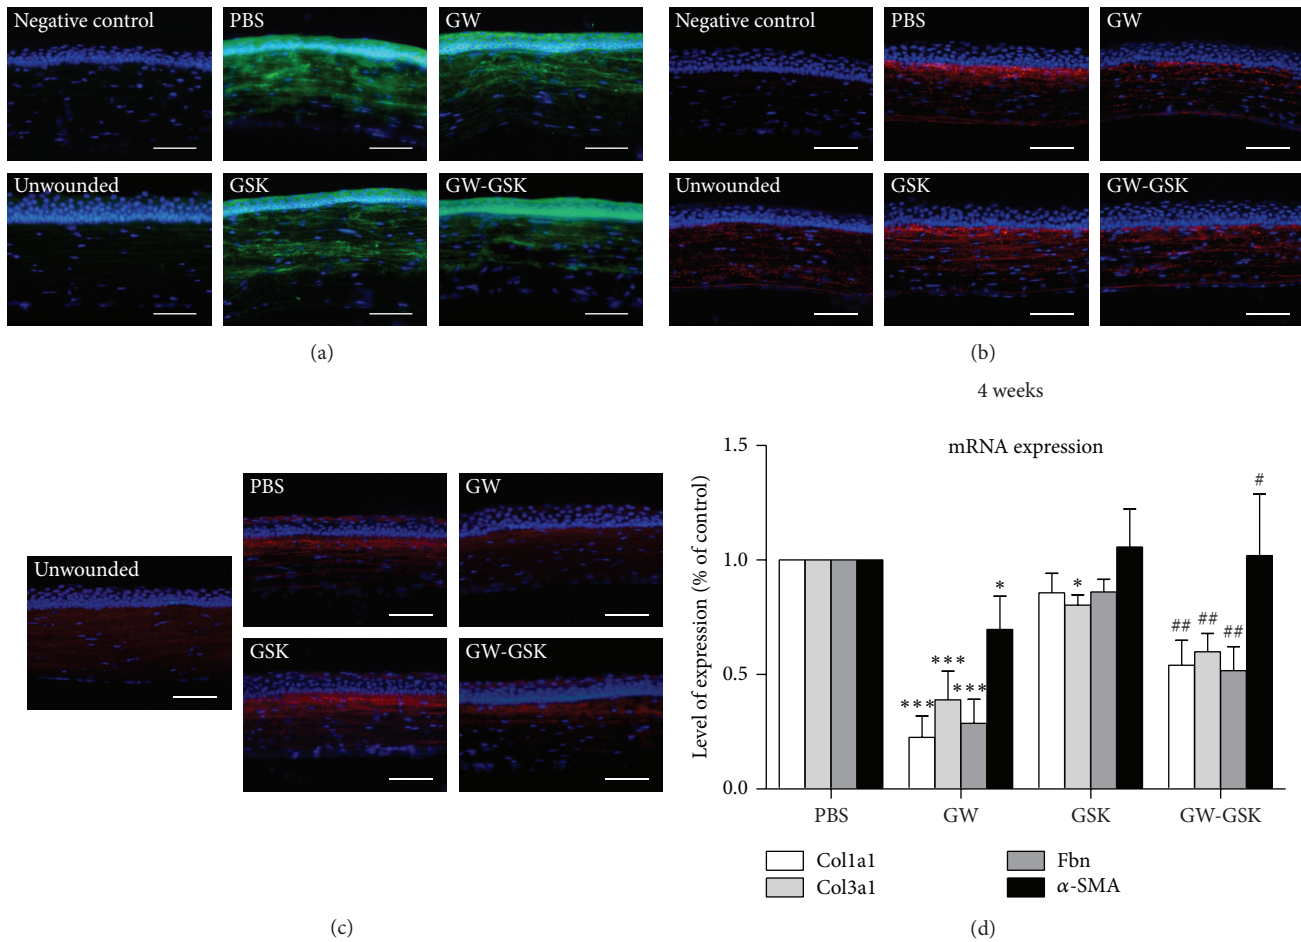 Negative control
PBS
GW
Unwounded
GSK
GW-GSK
(a)
Negative control
PBS
GW
Unwounded
GSK
GW-GSK
(b)
Unwounded
PBS
GW
GSK
GW-GSK
(c)
4 weeks
mRNA expression
Level of expression (% of control)
1.5
1.0
0.5
0.0
***
***
***
*
*
##
##
##
#
PBS
GW
GSK
GW-GSK
Col1a1
Col3a1
Fbn
α-SMA
(d)